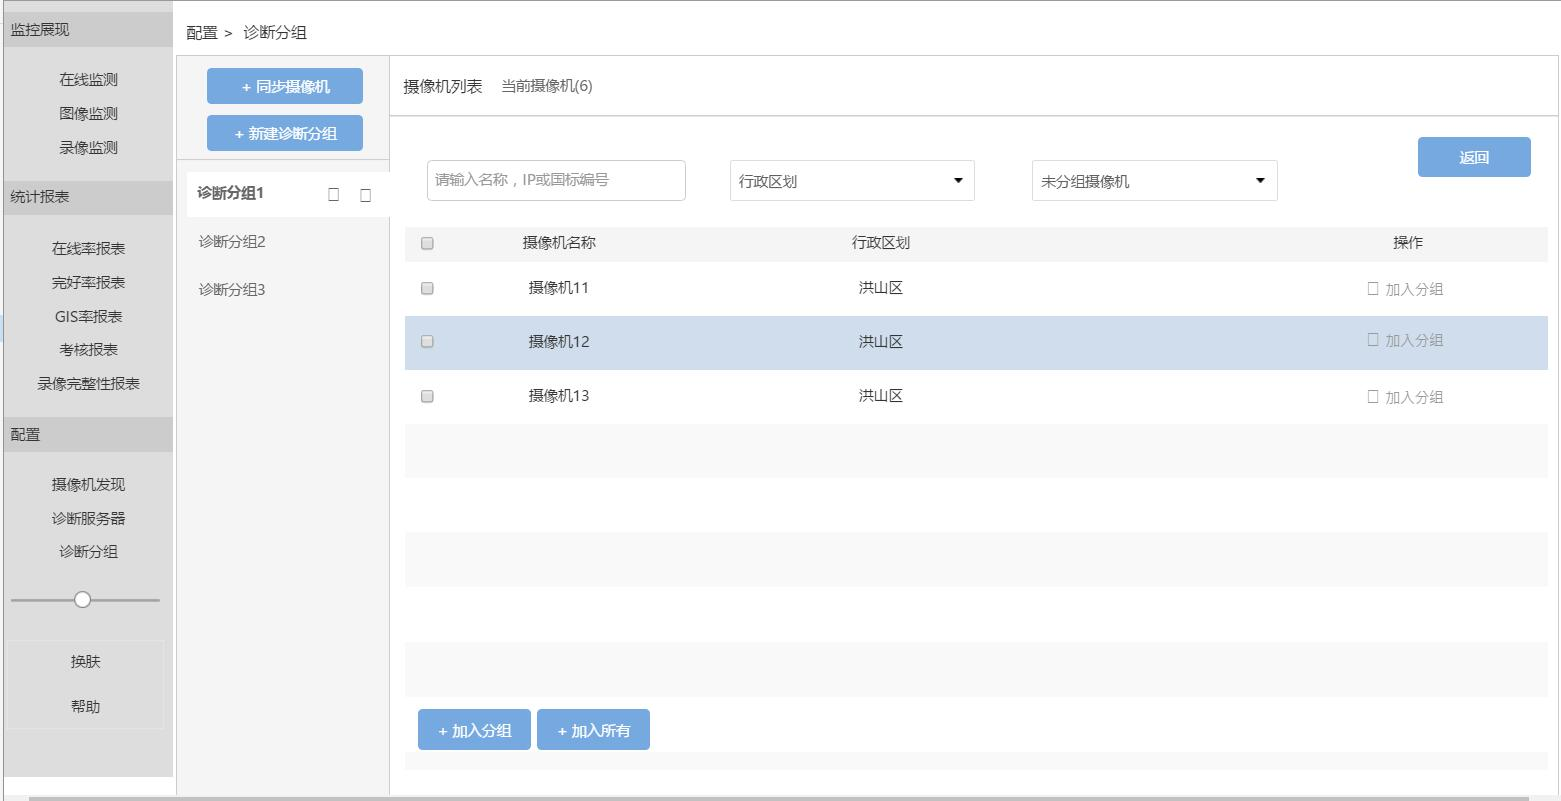 监控展现
在线监测
图像监测
录像监测
统计报表
在线率报表
完好率报表
GIS率报表
考核报表
录像完整性报表
配置
摄像机发现
诊断服务器
诊断分组
换肤
帮助
配置 > 诊断分组
+ 同步摄像机
+ 新建诊断分组
诊断分组1
诊断分组2
诊断分组3
摄像机列表 当前摄像机(6)
返回
请输入名称，IP或国标编号 行政区划 未分组摄像机
摄像机名称 行政区划 操作
摄像机11 洪山区 加入分组
摄像机12 洪山区 加入分组
摄像机13 洪山区 加入分组
+ 加入分组 + 加入所有